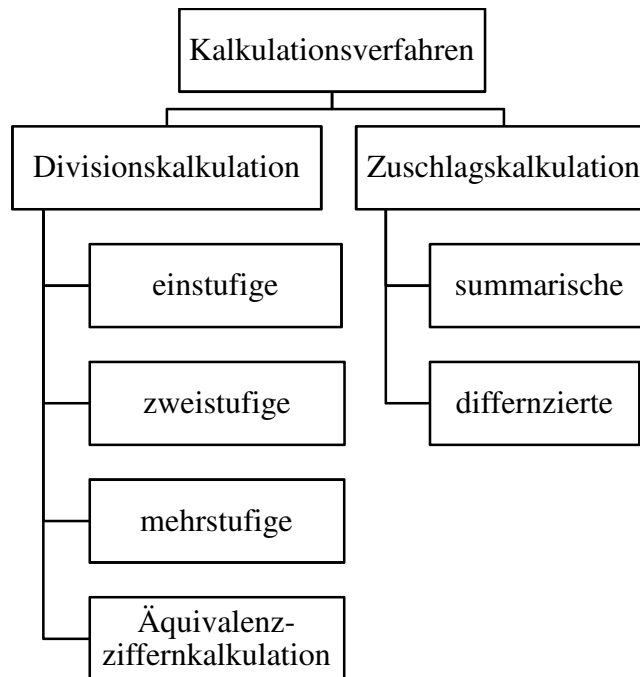 Kalkulationsverfahren
Divisionskalkulation
Zuschlagskalkulation
einstufige
summarische
zweistufige
differnzierte
mehrstufige
Äquivalenz-
ziffernkalkulation